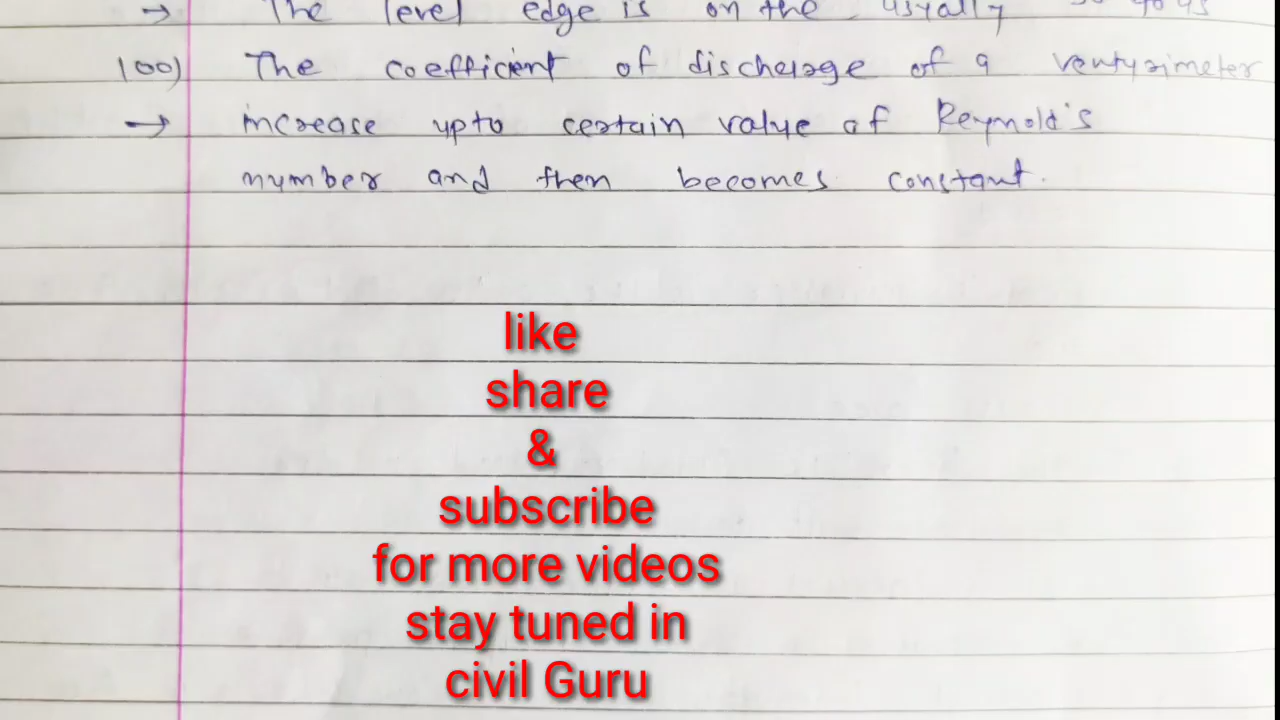 → The level edge is on the usually
100) The coefficient of discharge of a venturimeter
→ increase upto certain value of Reynold's
number and then becomes constant.
like
share
&
subscribe
for more videos
stay tuned in
civil Guru